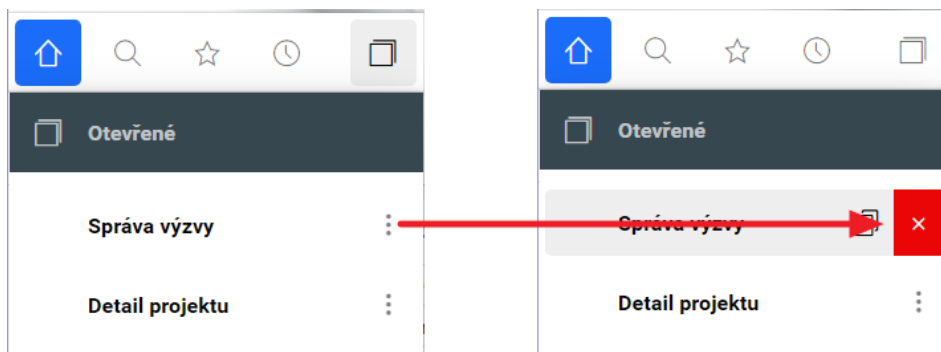 Otevřené
Správa výzvy
Detail projektu
Otevřené
Správa výzvy
Detail projektu